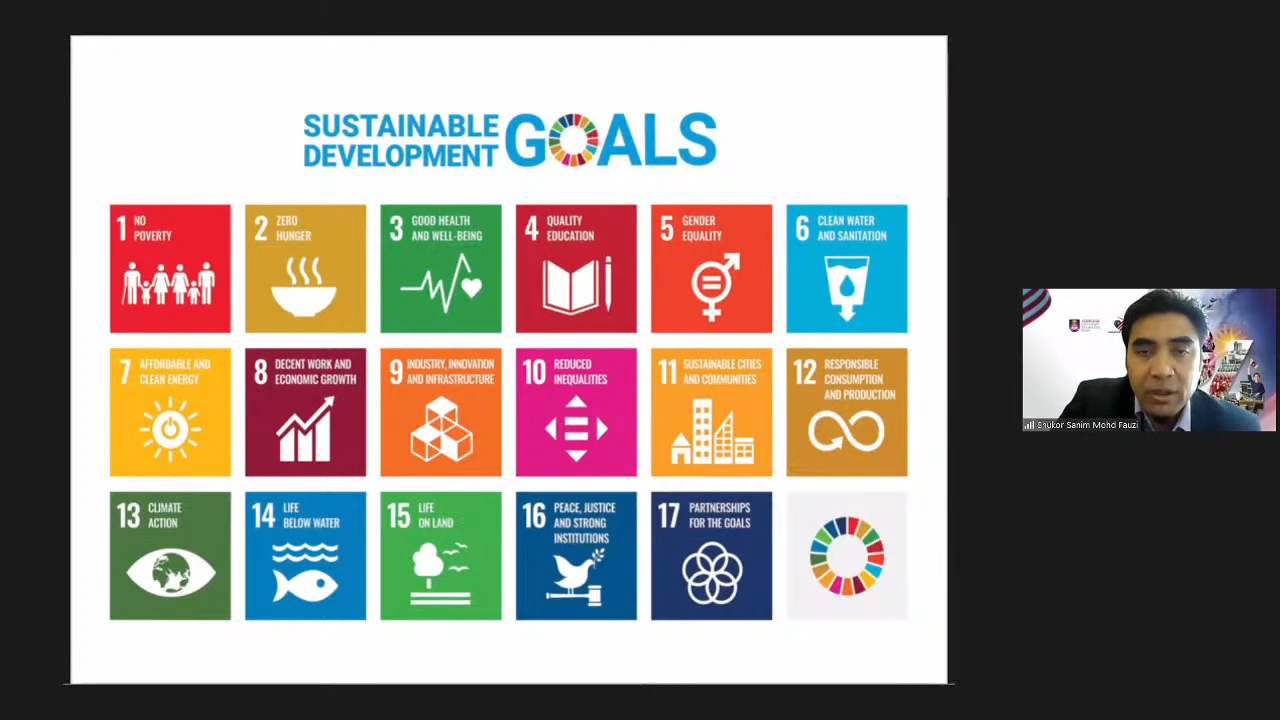 SUSTAINABLE
DEVELOPMENT
GOALS
1 NO
POVERTY
2 ZERO
HUNGER
3 GOOD HEALTH
AND WELL-BEING
4 QUALITY
EDUCATION
5 GENDER
EQUALITY
6 CLEAN WATER
AND SANITATION
7 AFFORDABLE AND
CLEAN ENERGY
8 DECENT WORK AND
ECONOMIC GROWTH
9 INDUSTRY, INNOVATION
AND INFRASTRUCTURE
10 REDUCED
INEQUALITIES
11 SUSTAINABLE CITIES
AND COMMUNITIES
12 RESPONSIBLE
CONSUMPTION
AND PRODUCTION
13 CLIMATE
ACTION
14 LIFE
BELOW WATER
15 LIFE
ON LAND
16 PEACE, JUSTICE
AND STRONG
INSTITUTIONS
17 PARTNERSHIPS
FOR THE GOALS
Shukor Sanim Mohd Fauzi